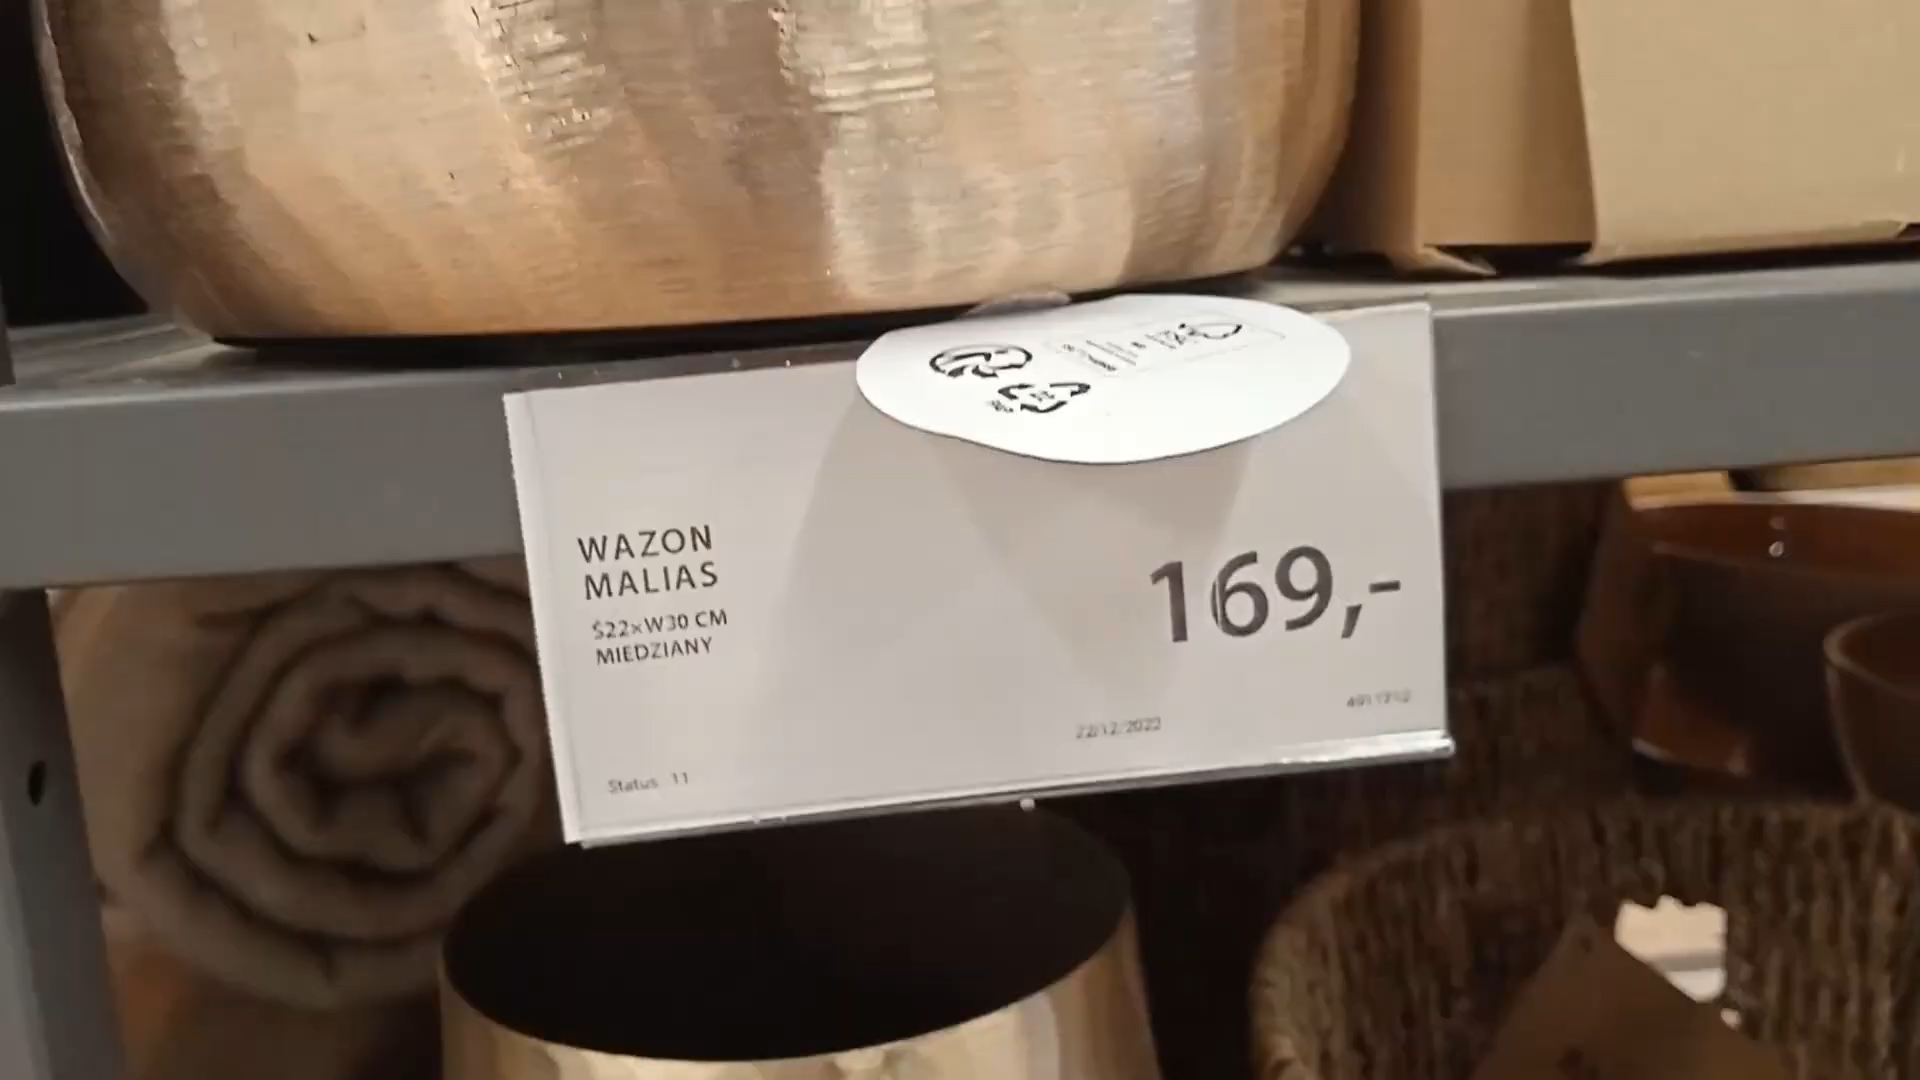 WAZON
MALIAS
Ś22×W30 CM
MIEDZIANY
169,-
22/12/2022
Status 11